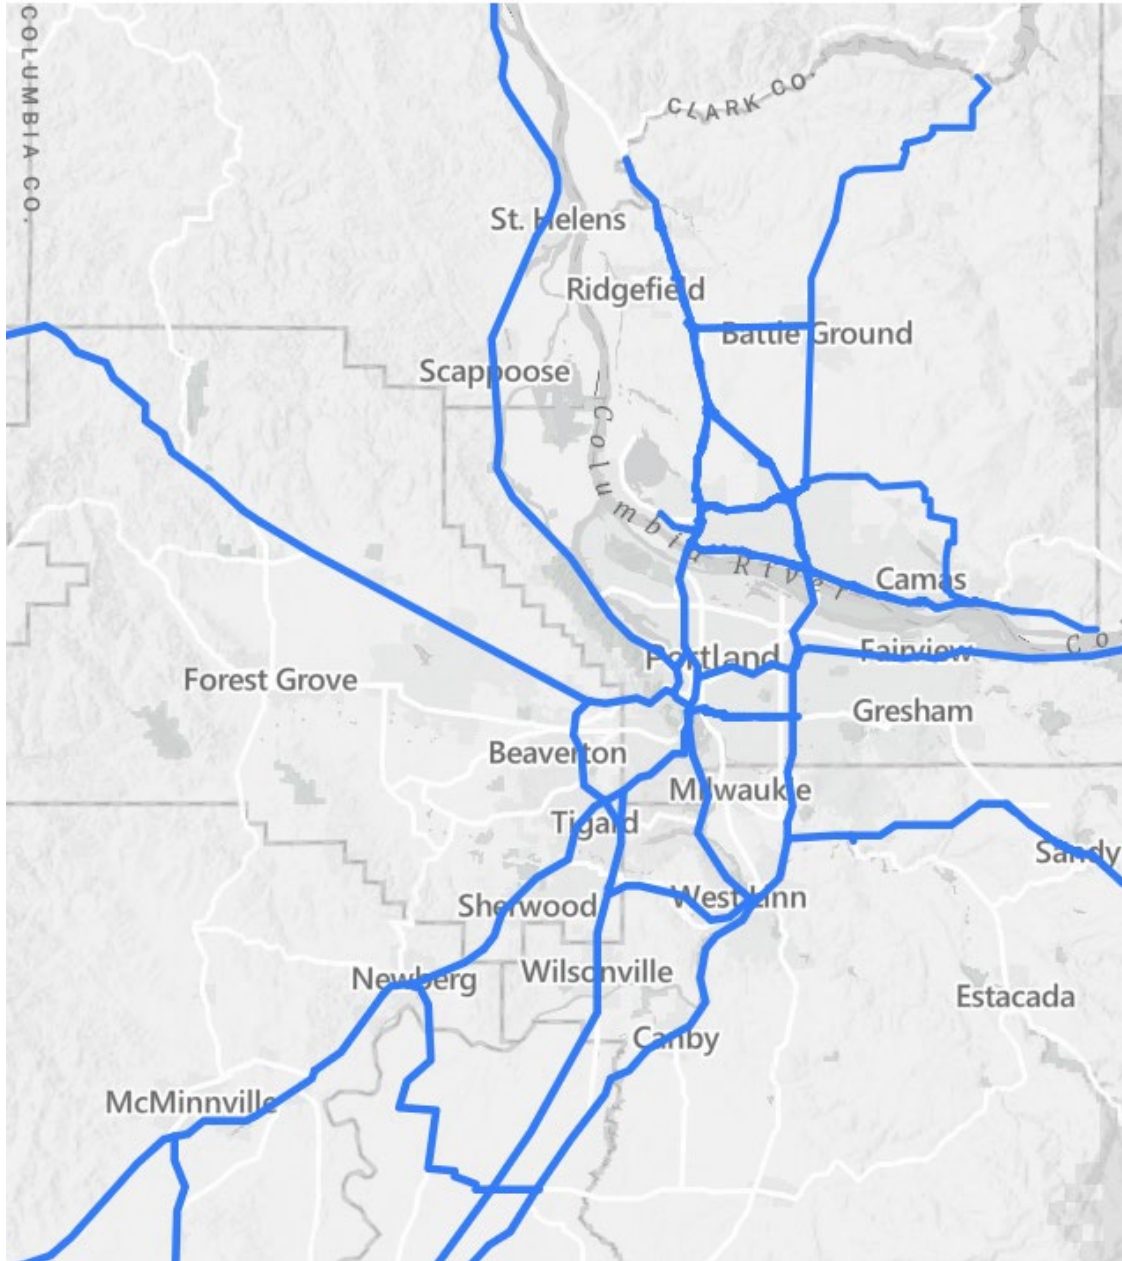 COLUMBIA CO.
CLARK CO.
St. Helens
Ridgefield
Battle Ground
Scappoose
Columbia River
Camas
Co
Portland
Fairview
Forest Grove
Gresham
Beaverton
Milwaukie
Tigard
Sandy
West Linn
Sherwood
Wilsonville
Newberg
Estacada
Canby
McMinnville